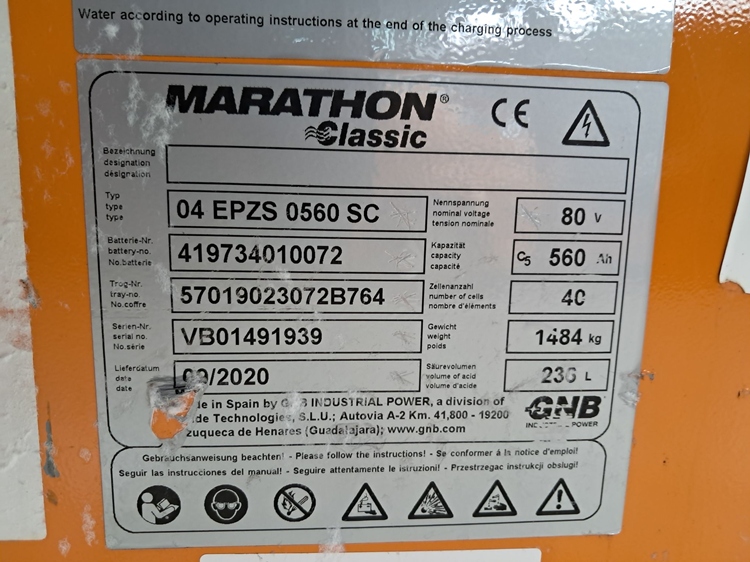 Water according to operating instructions at the end of the charging process
MARATHON® CE
Classic
Bezeichnung
designation
désignation
Typ
type
type
04 EPZS 0560 SC
Nennspannung
nominal voltage
tension nominale
80 V
Batterie-Nr.
battery-no.
No.batterie
419734010072
Kapazität
capacity
capacité
C5 560 Ah
Trog-Nr.
tray-no.
No.coffre
57019023072B764
Zellenanzahl
number of cells
nombre d'éléments
40
Serien-Nr.
serial no.
No.série
VB01491939
Gewicht
weight
poids
1484 kg
Lieferdatum
date
date
09/2020
Säurevolumen
volume of acid
volume d'acide
236 L
in Spain by GNB INDUSTRIAL POWER, a division of
Technologies, S.L.U.; Autovia A-2 Km. 41,800 - 19200
de Henares (Guadalajara); www.gnb.com
GNB
INDUSTRIAL POWER
Gebrauchsanweisung beachten! - Please follow the instructions! - Se conformer à la notice d'emploi!
Seguir las instrucciones del manual! - Seguire attentamente le istruzioni! - Przestrzegac instrukcji obslugi!